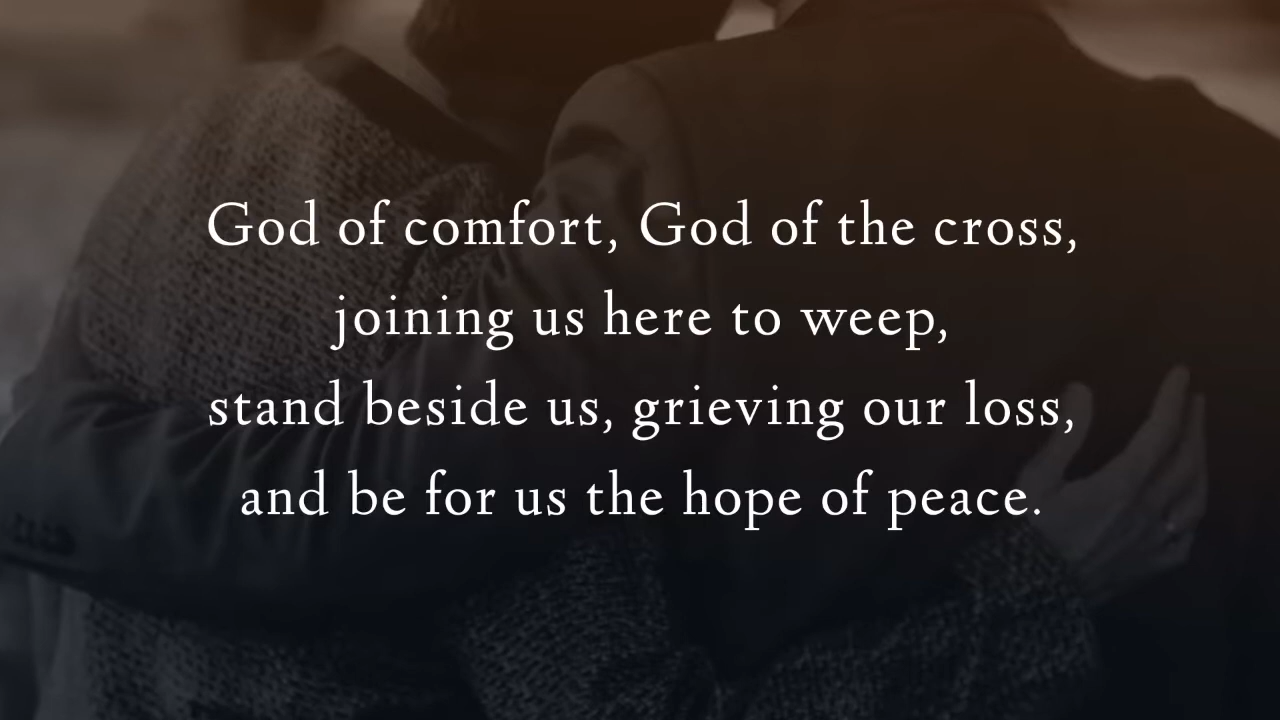 God of comfort, God of the cross,
joining us here to weep,
stand beside us, grieving our loss,
and be for us the hope of peace.